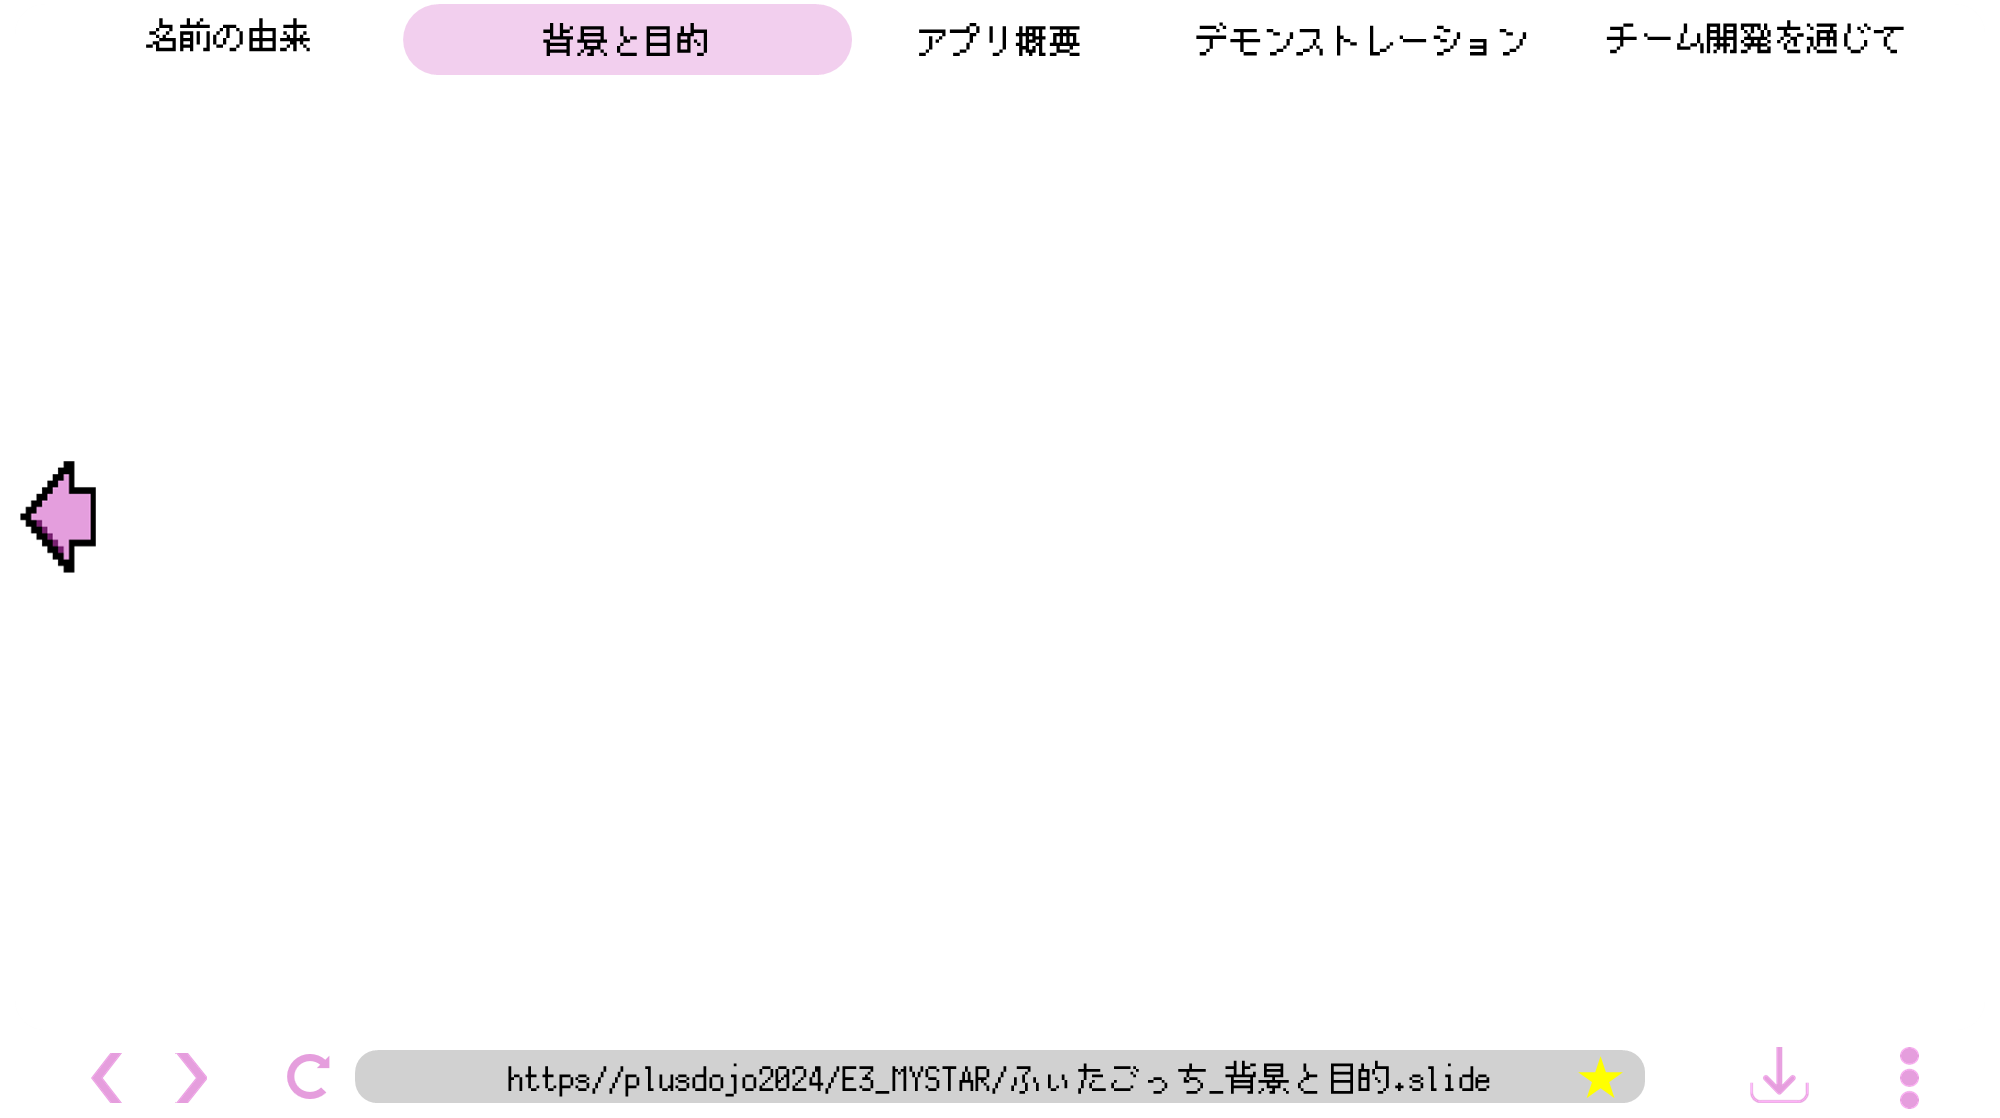 名前の由来
背景と目的
アプリ概要
デモンストレーション
チーム開発を通じて
https//plusdojo2024/E3_MYSTAR/ふぃたごっち_背景と目的.slide